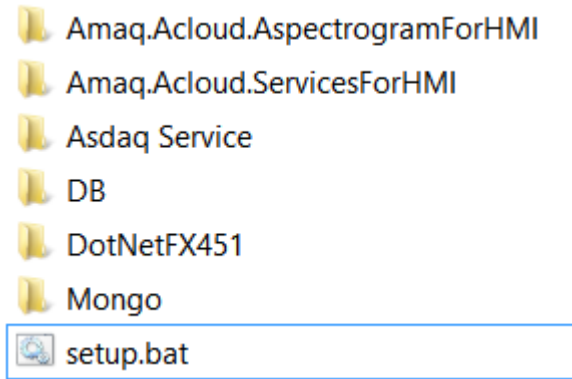 Amaq.Acloud.AspectrogramForHMI
Amaq.Acloud.ServicesForHMI
Asdaq Service
DB
DotNetFX451
Mongo
setup.bat